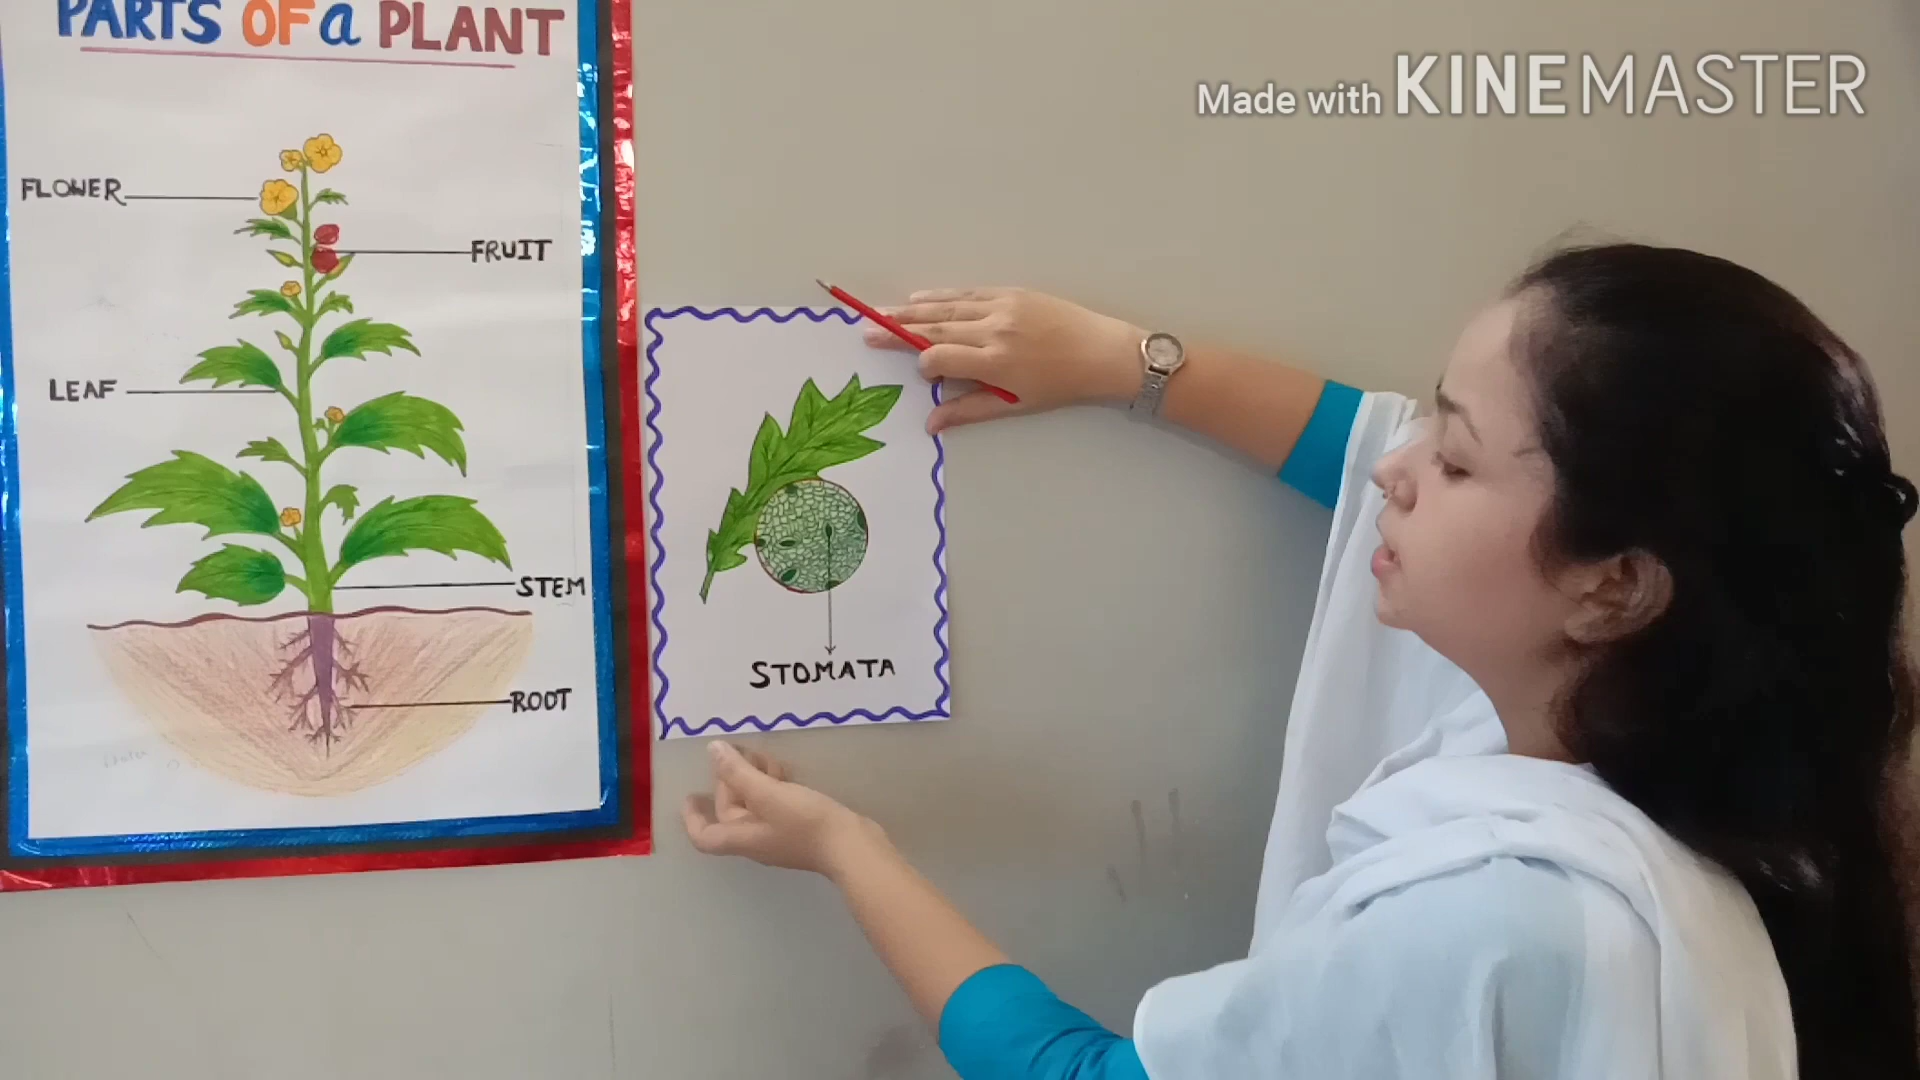 PARTS OF a PLANT
Made with KINEMASTER
FLOWER
FRUIT
LEAF
STEM
STOMATA
ROOT